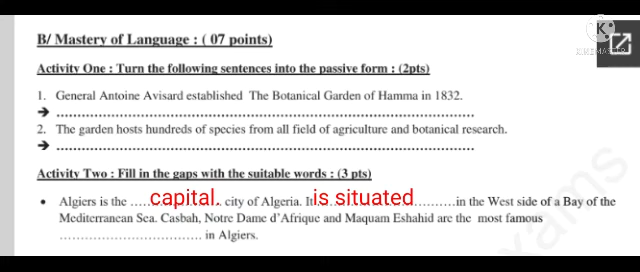 B/ Mastery of Language : ( 07 points)
Activity One : Turn the following sentences into the passive form : (2pts)
1. General Antoine Avisard established The Botanical Garden of Hamma in 1832.
➔ ........................................................................................................
2. The garden hosts hundreds of species from all field of agriculture and botanical research.
➔ ........................................................................................................
Activity Two : Fill in the gaps with the suitable words : (3 pts)
• Algiers is the .....capital. city of Algeria. It is situated..........in the West side of a Bay of the
Mediterranean Sea. Casbah, Notre Dame d'Afrique and Maquam Eshahid are the most famous
.................................. in Algiers.
KINEMASTER
exams